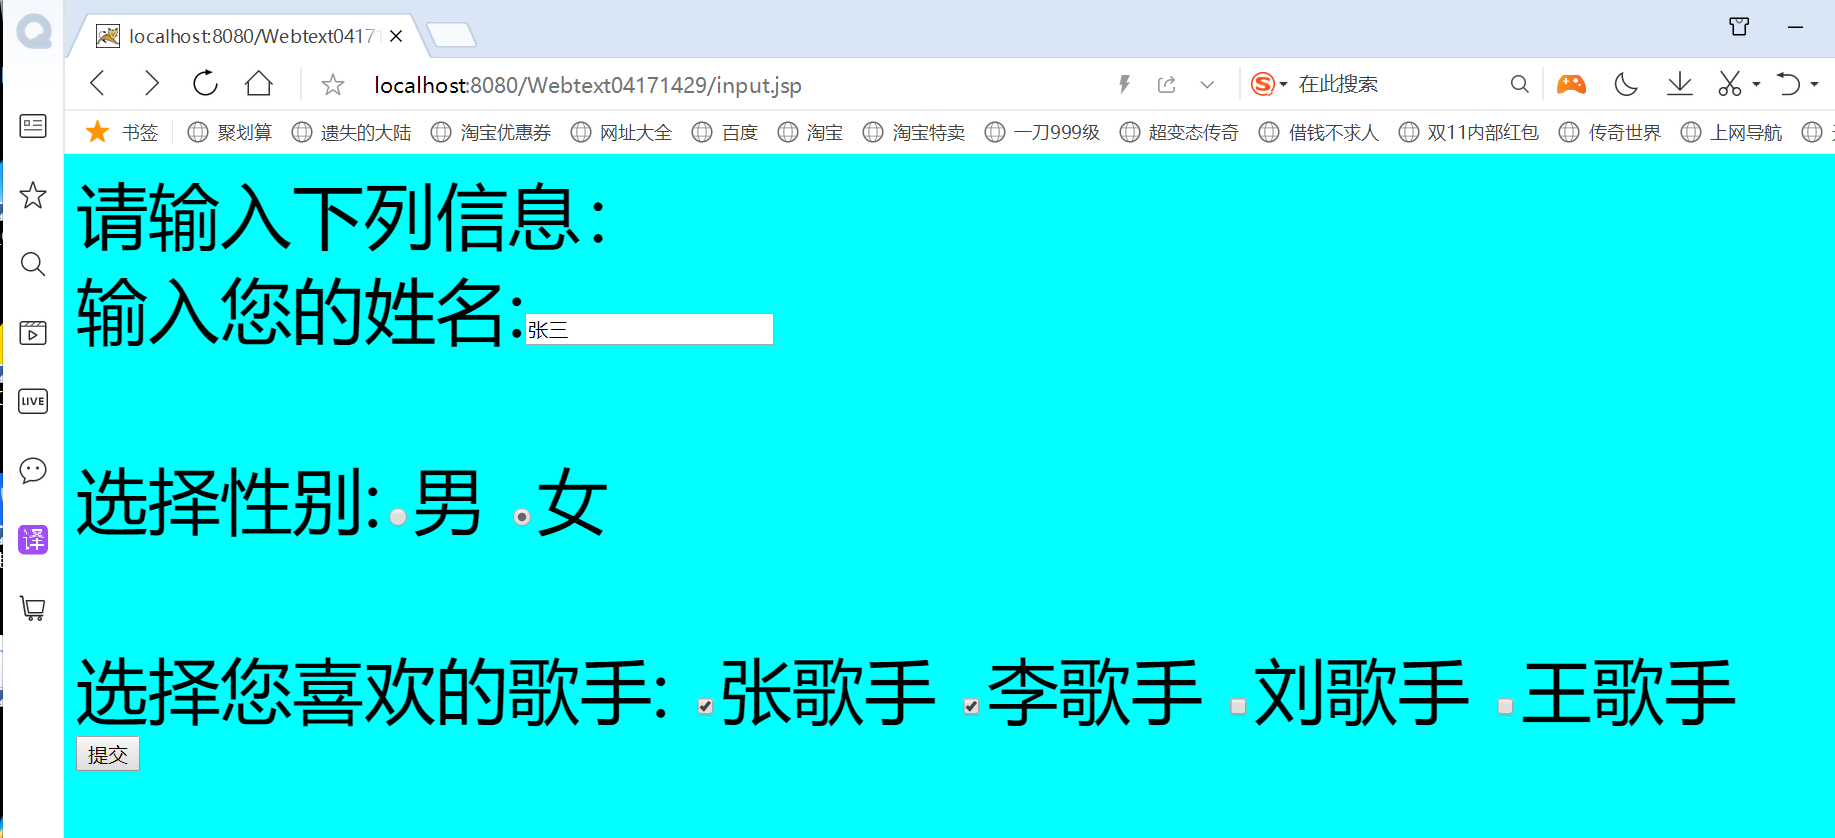 localhost:8080/Webtext04171
localhost:8080/Webtext04171429/input.jsp
在此搜索
书签 聚划算 遗失的大陆 淘宝优惠券 网址大全 百度 淘宝 淘宝特卖 一刀999级 超变态传奇 借钱不求人 双11内部红包 传奇世界 上网导航
LIVE
译
请输入下列信息：
输入您的姓名:张三
选择性别:男 女
选择您喜欢的歌手: 张歌手 李歌手 刘歌手 王歌手
提交